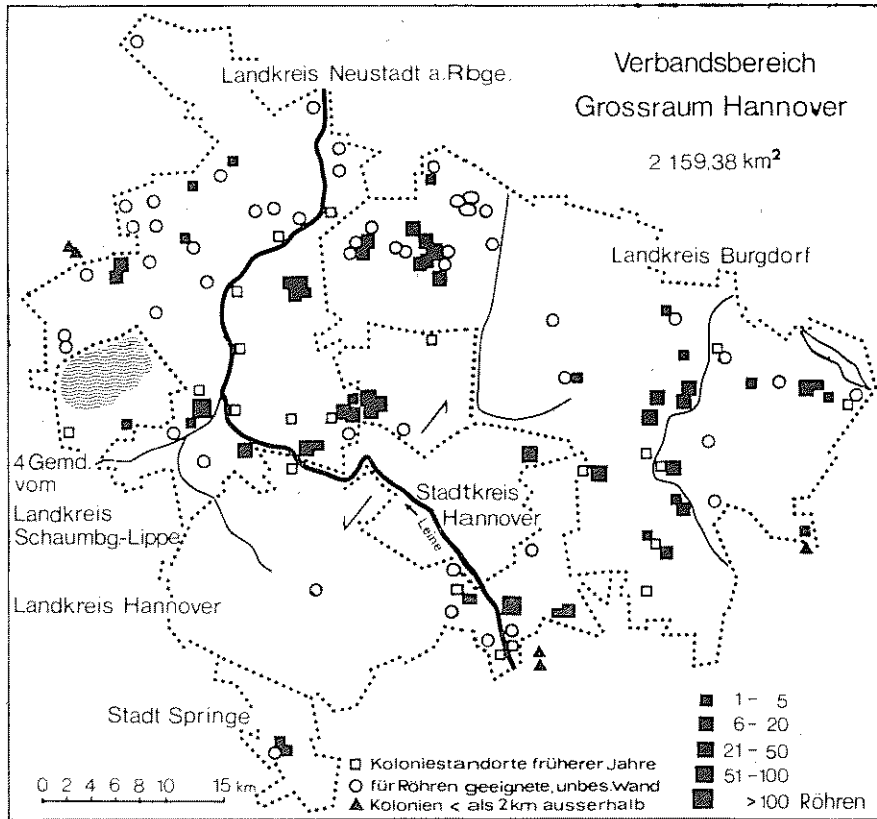 Verbandsbereich
Grossraum Hannover
2 159,38 km²
Landkreis Neustadt a.Rbge.
Landkreis Burgdorf
4 Gemd.
vom
Landkreis
Schaumbg-Lippe
Stadtkreis
Hannover
Leine
Landkreis Hannover
Stadt Springe
0 2 4 6 8 10 15 km
Koloniestandorte früherer Jahre
für Röhren geeignete, unbes. Wand
Kolonien < als 2km ausserhalb
1 - 5
6 - 20
21 - 50
51 - 100
>100 Röhren